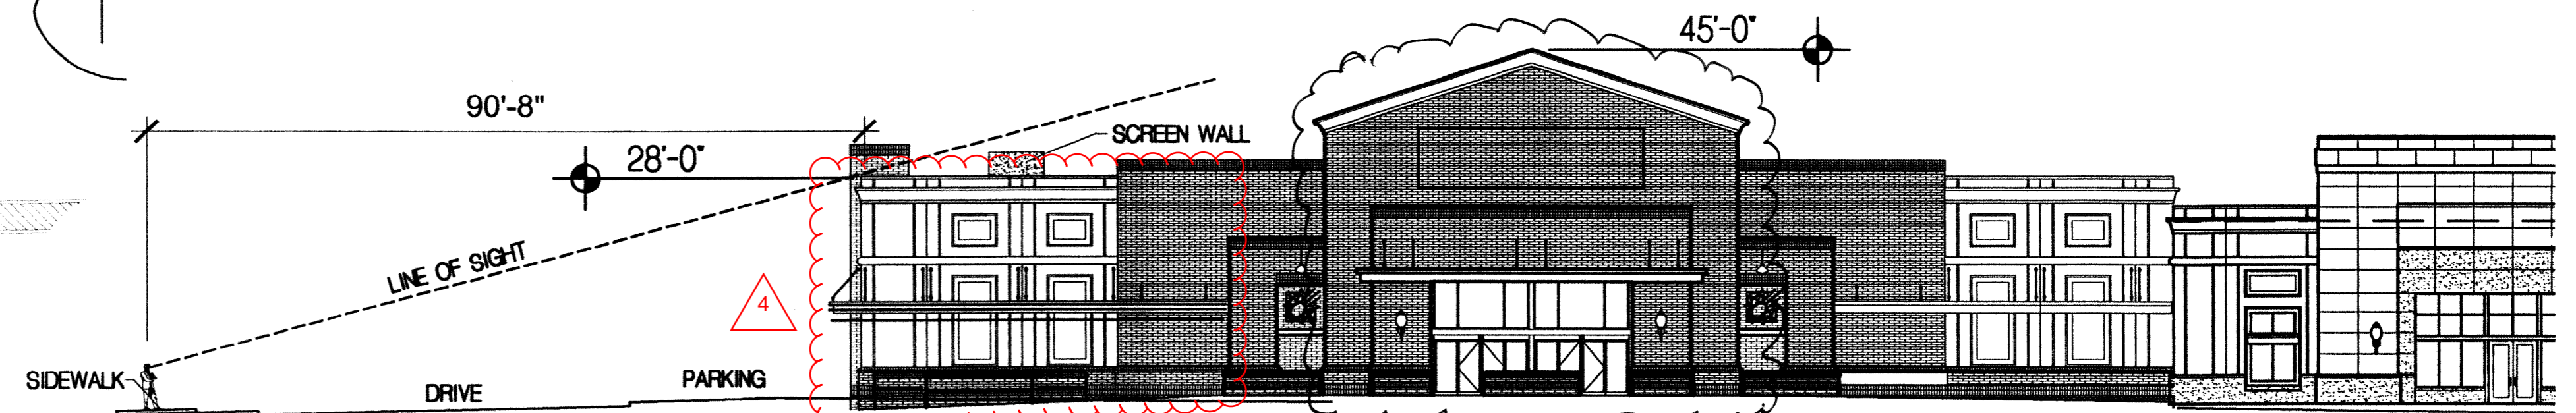 45'-0"
90'-8"
SCREEN WALL
28'-0"
LINE OF SIGHT
4
SIDEWALK
DRIVE
PARKING